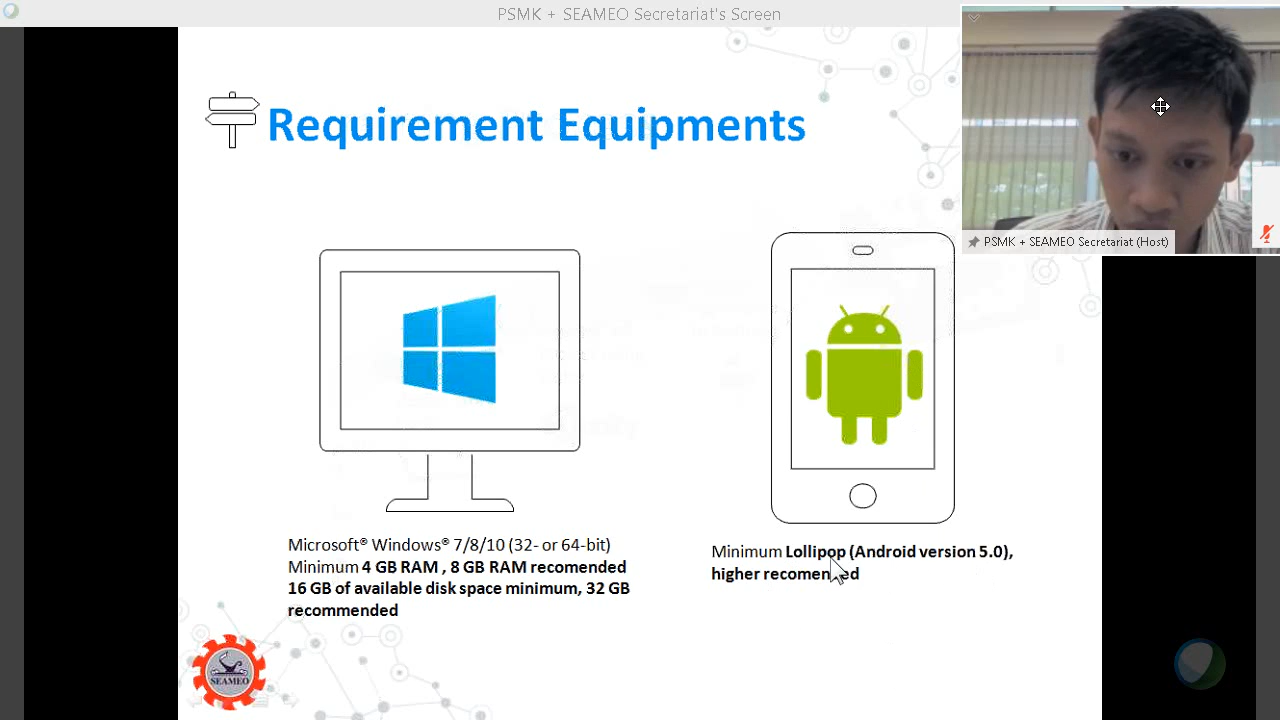 PSMK + SEAMEO Secretariat's Screen
Requirement Equipments
PSMK + SEAMEO Secretariat (Host)
Microsoft® Windows® 7/8/10 (32- or 64-bit)
Minimum 4 GB RAM , 8 GB RAM recomended
16 GB of available disk space minimum, 32 GB
recommended
Minimum Lollipop (Android version 5.0),
higher recomended
SEAMEO